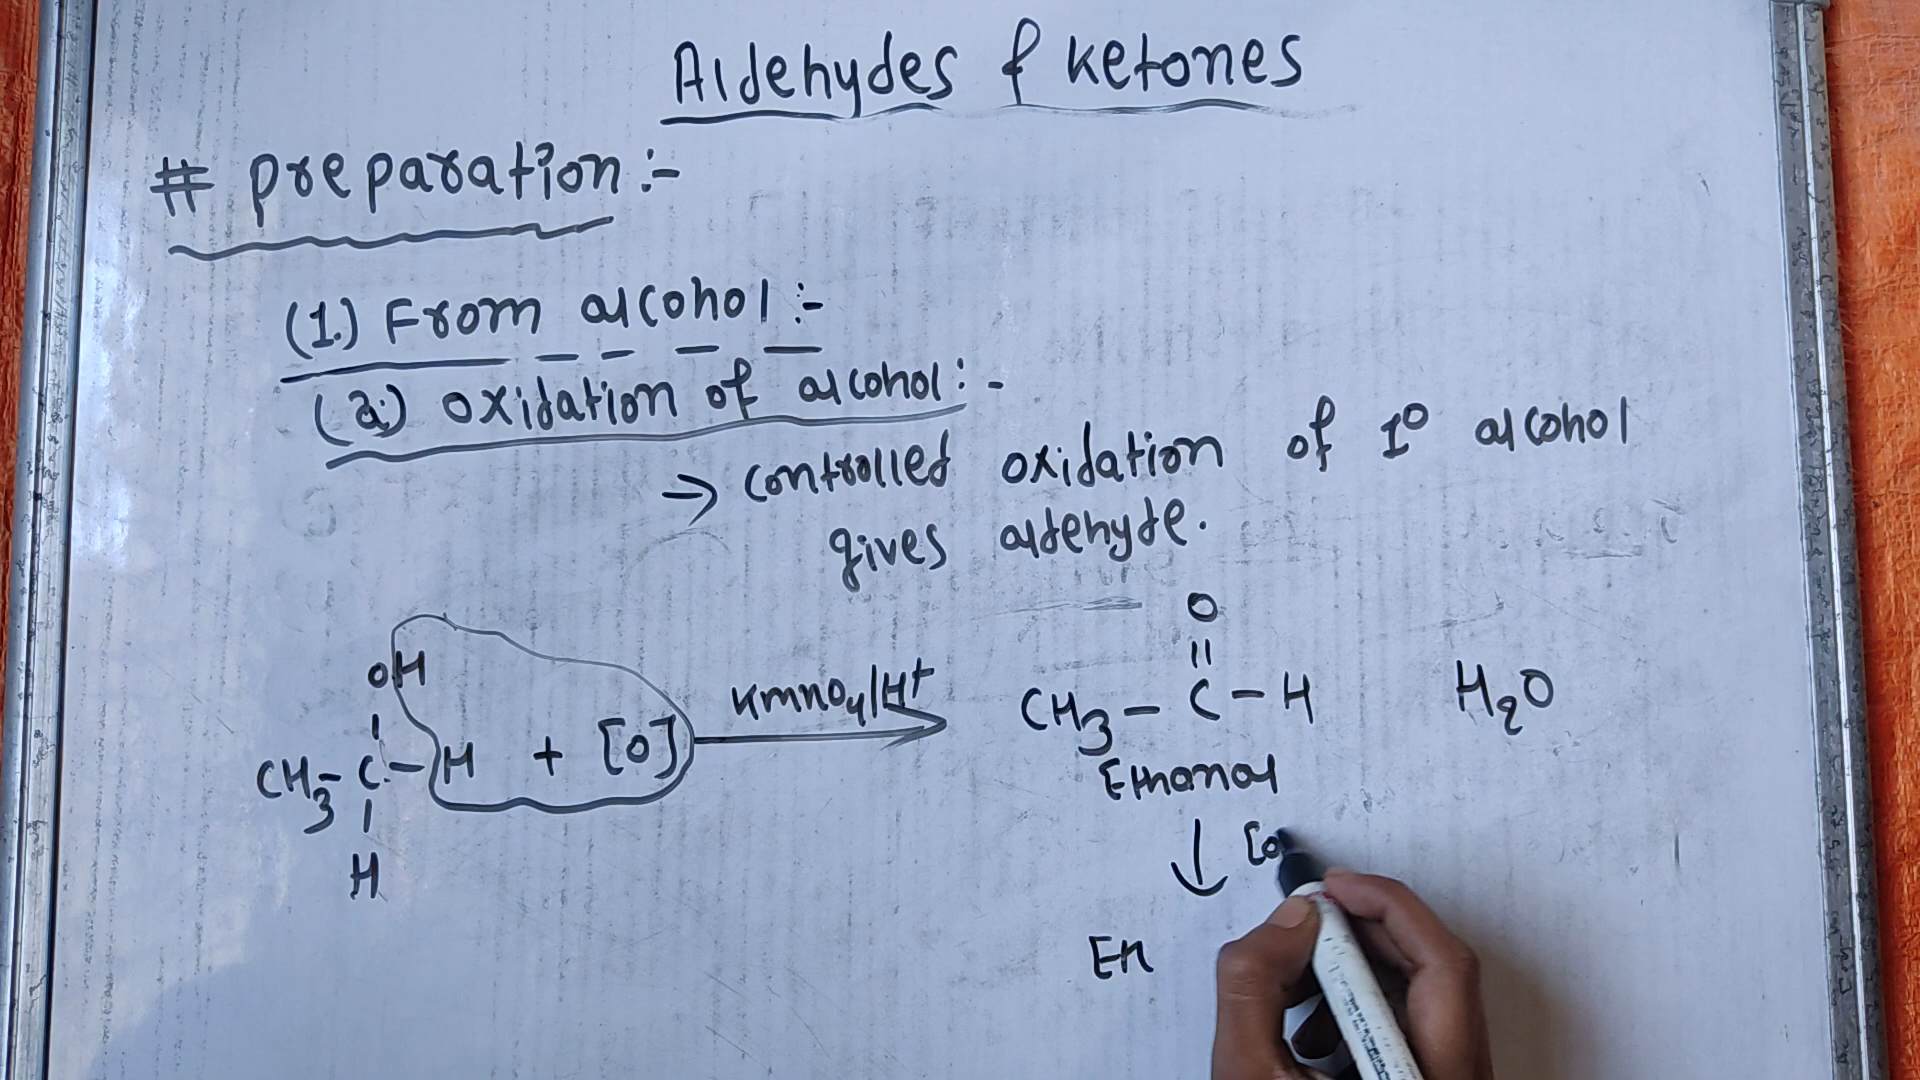 Aldehydes & Ketones
# preparation :-
(1.) From alcohol :-
(a.) oxidation of alcohol : -
→ controlled oxidation of 1° alcohol
gives aldehyde.
O
||
OH
KMnO4/H+
CH3 - C - H
H2O
CH3 - C - H + [O]
Ethanal
H
↓ [O
Eth